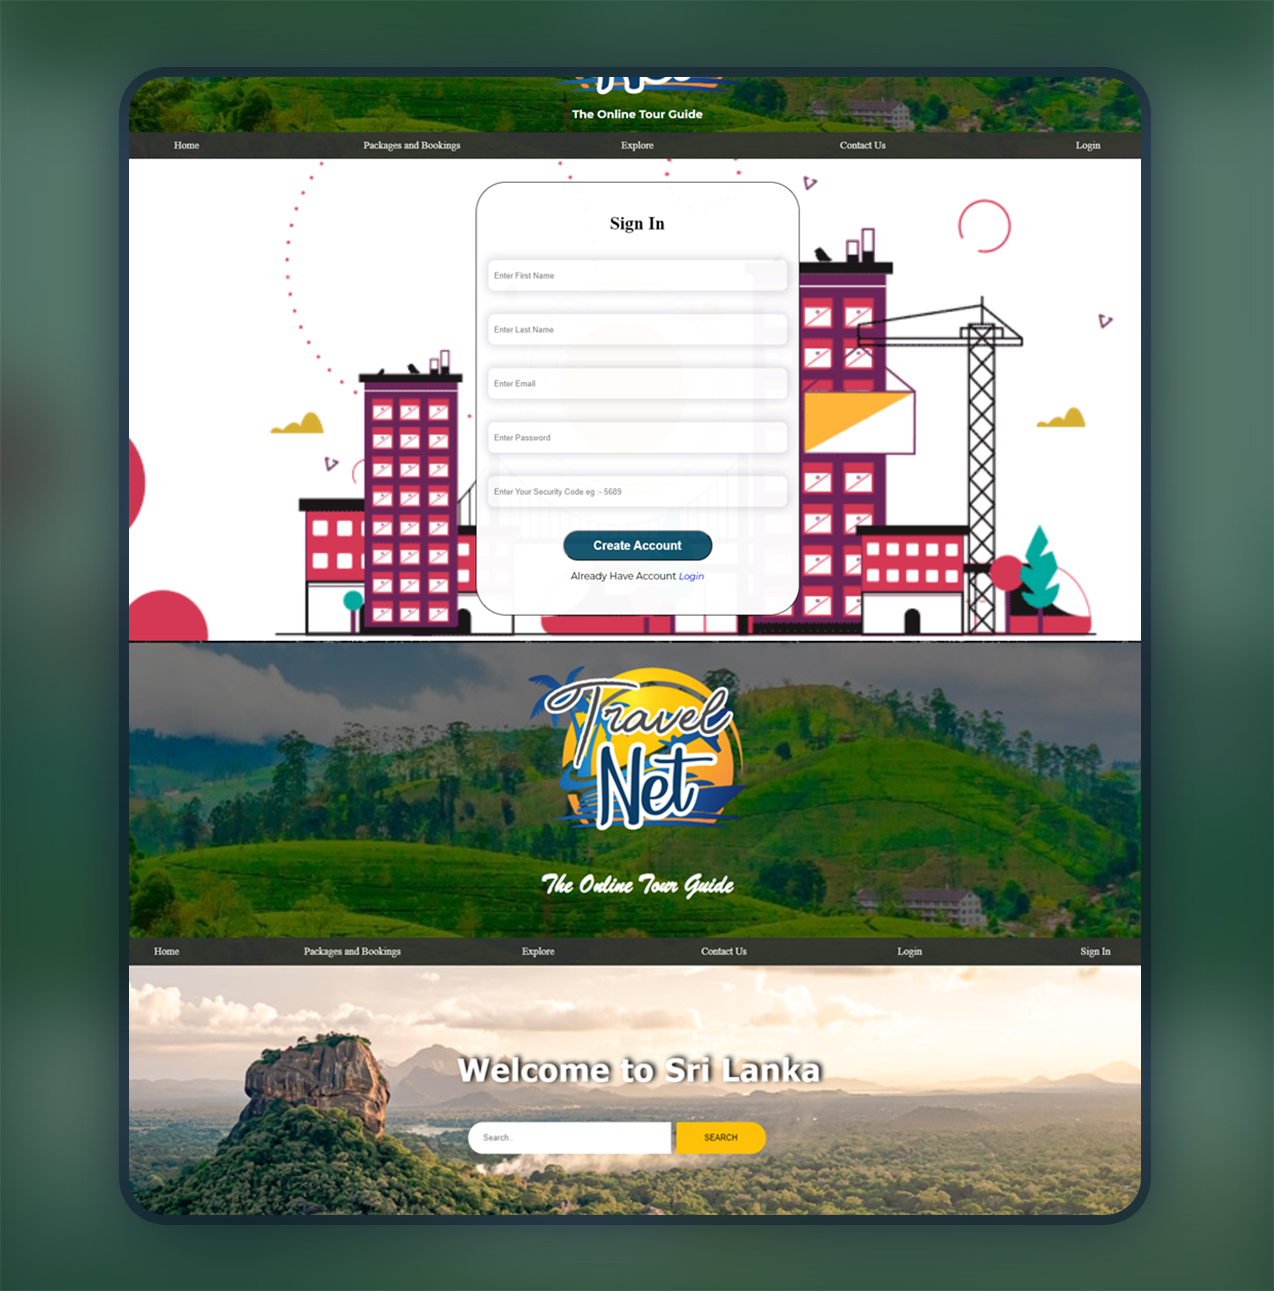 The Online Tour Guide
Home Packages and Bookings Explore Contact Us Login
Sign In
Enter First Name
Enter Last Name
Enter Email
Enter Password
Enter Your Security Code eg :- 5689
Create Account
Already Have Account Login
Travel
Net
The Online Tour Guide
Home Packages and Bookings Explore Contact Us Login Sign In
Welcome to Sri Lanka
Search.. SEARCH